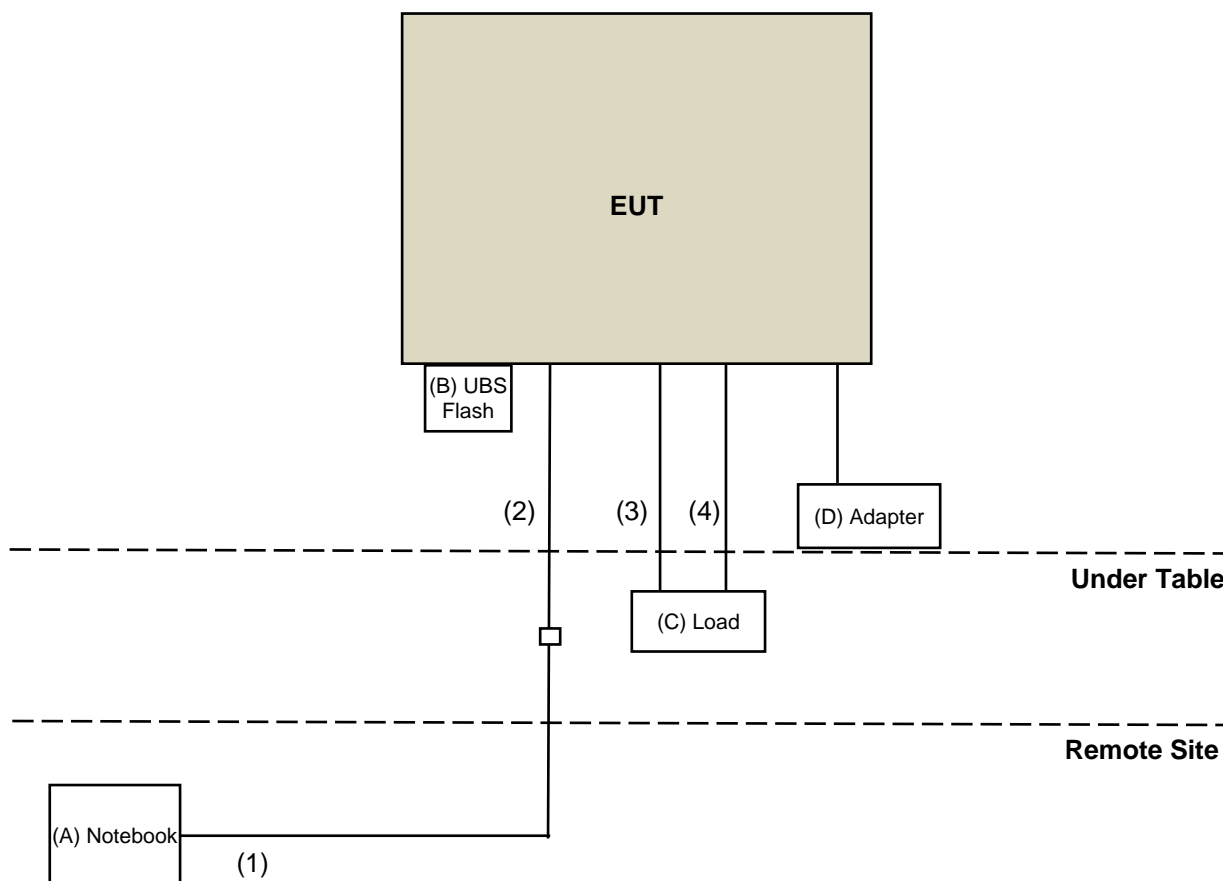 EUT
(B) UBS
Flash
(2)
(3)
(4)
(D) Adapter
Under Table
(C) Load
Remote Site
(A) Notebook
(1)